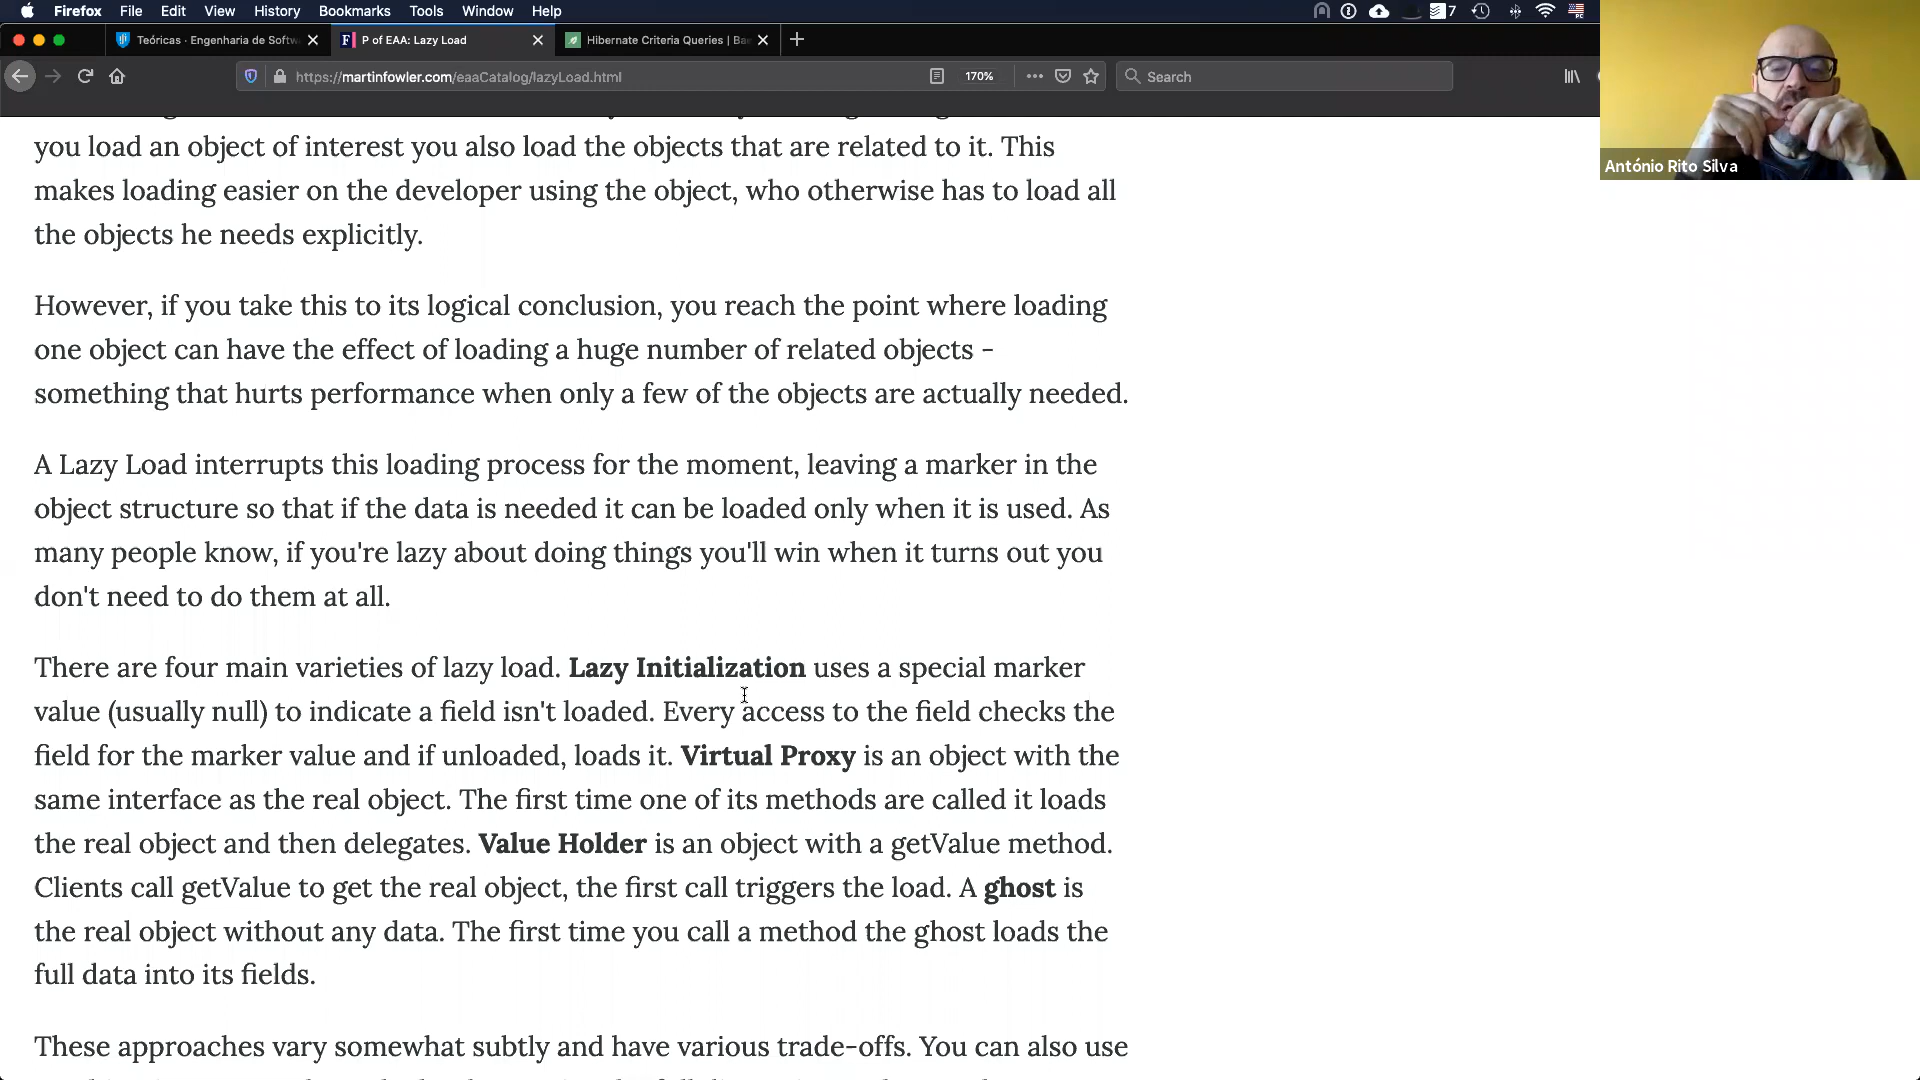 Firefox File Edit View History Bookmarks Tools Window Help 7
Teóricas · Engenharia de Softw P of EAA: Lazy Load Hibernate Criteria Queries | Ba
https://martinfowler.com/eaaCatalog/lazyLoad.html 170% Search
António Rito Silva
you load an object of interest you also load the objects that are related to it. This
makes loading easier on the developer using the object, who otherwise has to load all
the objects he needs explicitly.
However, if you take this to its logical conclusion, you reach the point where loading
one object can have the effect of loading a huge number of related objects -
something that hurts performance when only a few of the objects are actually needed.
A Lazy Load interrupts this loading process for the moment, leaving a marker in the
object structure so that if the data is needed it can be loaded only when it is used. As
many people know, if you're lazy about doing things you'll win when it turns out you
don't need to do them at all.
There are four main varieties of lazy load. Lazy Initialization uses a special marker
value (usually null) to indicate a field isn't loaded. Every access to the field checks the
field for the marker value and if unloaded, loads it. Virtual Proxy is an object with the
same interface as the real object. The first time one of its methods are called it loads
the real object and then delegates. Value Holder is an object with a getValue method.
Clients call getValue to get the real object, the first call triggers the load. A ghost is
the real object without any data. The first time you call a method the ghost loads the
full data into its fields.
These approaches vary somewhat subtly and have various trade-offs. You can also use